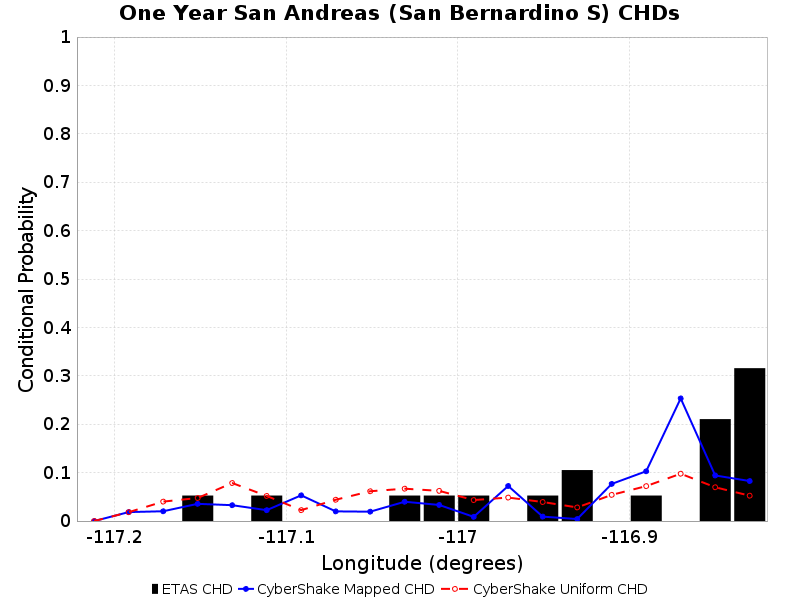 One Year San Andreas (San Bernardino S) CHDs
1
0.9
0.8
0.7
0.6
0.5
0.4
0.3
0.2
0.1
0
Conditional Probability
-117.2 -117.1 -117 -116.9
Longitude (degrees)
ETAS CHD CyberShake Mapped CHD CyberShake Uniform CHD